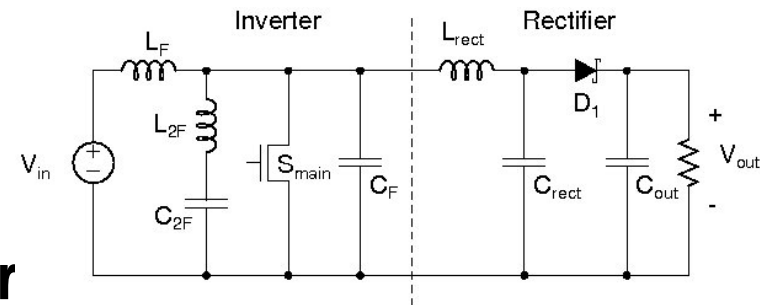 Inverter
Rectifier
L_F
L_rect
L_2F
D_1
+
V_in
+
-
S_main
V_out
C_F
C_rect
C_out
C_2F
-
r